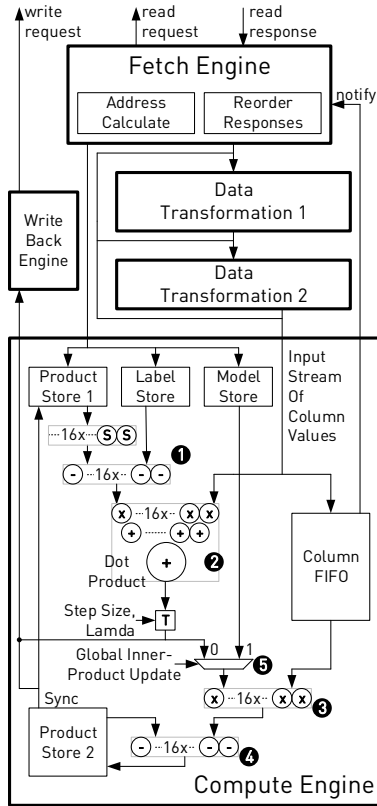 write
request
read
request
read
response
Fetch Engine
notify
Address
Calculate
Reorder
Responses
Data
Transformation 1
Write
Back
Engine
Data
Transformation 2
Product
Store 1
Label
Store
Model
Store
Input
Stream
Of
Column
Values
···16x··· S S
1
- ··16x·· - -
x ··16x·· x x
+ ······· + +
2
Dot
Product
+
Column
FIFO
Step Size,
Lamda
T
0 1
Global Inner-
Product Update
5
x ··16x·· x x
3
Sync
Product
Store 2
- ··16x·· - -
4
Compute Engine